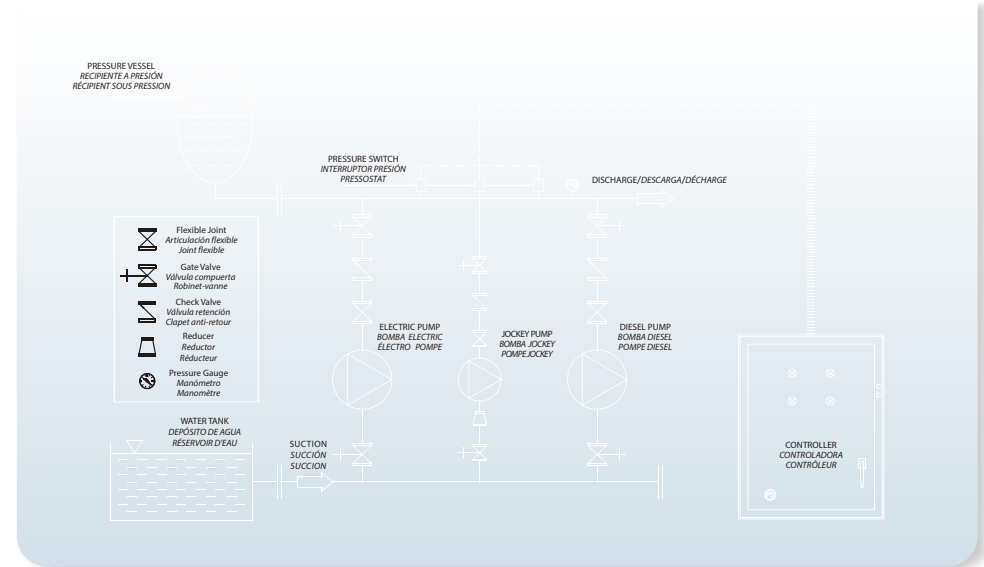 PRESSURE VESSEL
RECIPIENTE A PRESIÓN
RÉCIPIENT SOUS PRESSION
PRESSURE SWITCH
INTERRUPTOR PRESIÓN
PRESSOSTAT
DISCHARGE/DESCARGA/DÉCHARGE
Flexible Joint
Articulación flexible
Joint flexible
Gate Valve
Válvula compuerta
Robinet-vanne
Check Valve
Válvula retención
Clapet anti-retour
Reducer
Reductor
Réducteur
Pressure Gauge
Manómetro
Manomètre
ELECTRIC PUMP
BOMBA ELECTRIC
ÉLECTRO POMPE
JOCKEY PUMP
BOMBA JOCKEY
POMPE JOCKEY
DIESEL PUMP
BOMBA DIESEL
POMPE DIESEL
WATER TANK
DEPÓSITO DE AGUA
RÉSERVOIR D'EAU
SUCTION
SUCCIÓN
SUCCION
CONTROLLER
CONTROLADORA
CONTRÔLEUR